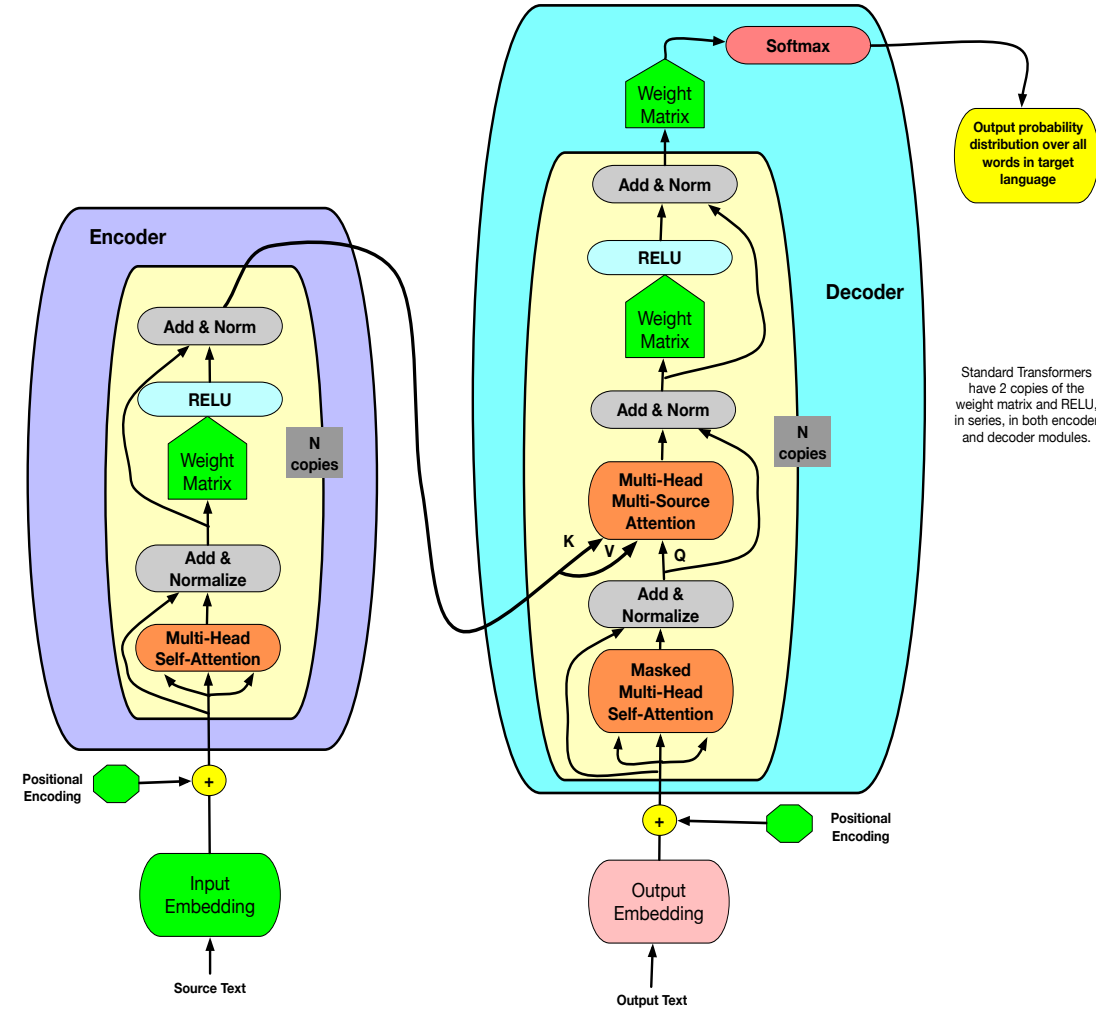 Encoder
Add & Norm
RELU
Weight
Matrix
N
copies
Add &
Normalize
Multi-Head
Self-Attention
Positional
Encoding
+
Input
Embedding
Source Text
Softmax
Weight
Matrix
Output probability
distribution over all
words in target
language
Add & Norm
RELU
Decoder
Weight
Matrix
Add & Norm
N
copies
Multi-Head
Multi-Source
Attention
K
V
Q
Add &
Normalize
Masked
Multi-Head
Self-Attention
+
Positional
Encoding
Output
Embedding
Output Text
Standard Transformers
have 2 copies of the
weight matrix and RELU,
in series, in both encoder
and decoder modules.